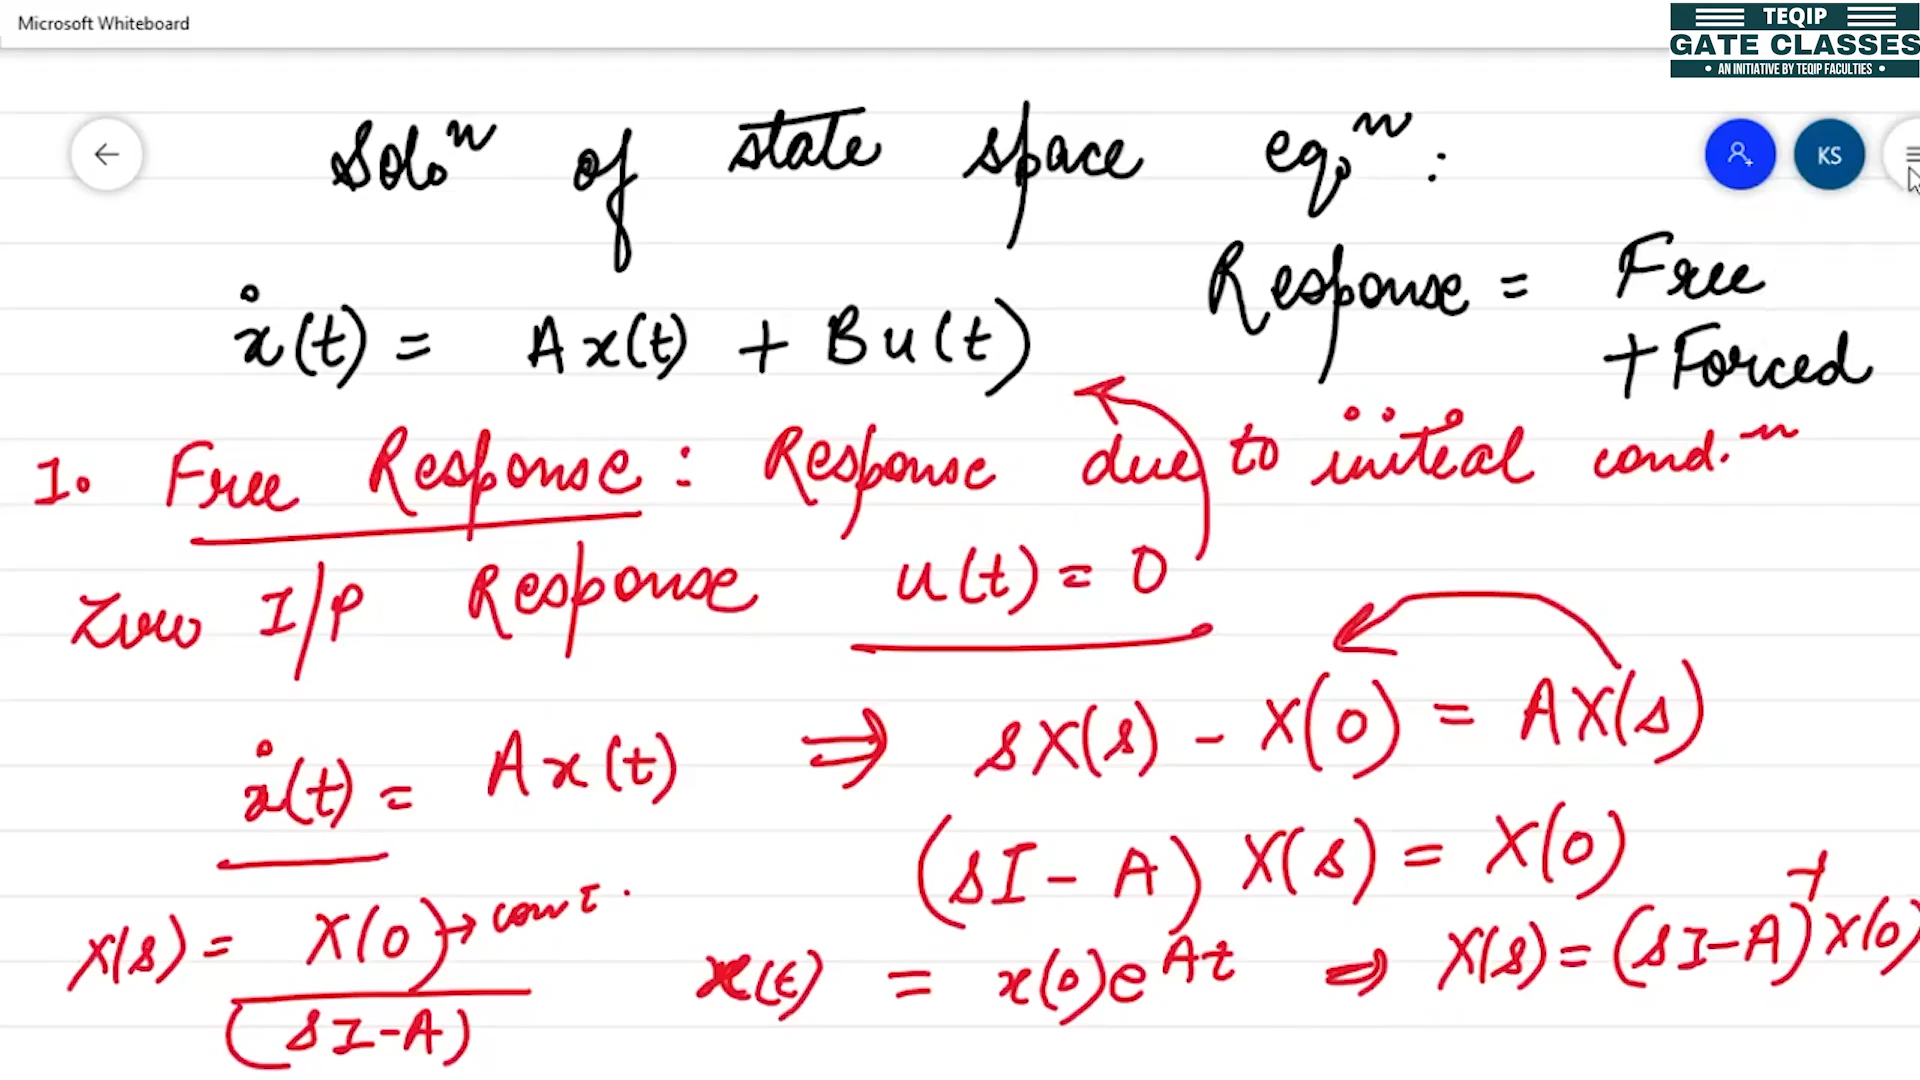 Microsoft Whiteboard
TEQIP
GATE CLASSES
• AN INITIATIVE BY TEQIP FACULTIES •
KS
Solⁿ of state space eqⁿ :
ẋ(t) = Ax(t) + Bu(t)
Response = Free
+ Forced
1. Free Response : Response due to initial cond.ⁿ
Zero I/P Response u(t) = 0
ẋ(t) = Ax(t) ⇒ sX(s) - X(0) = AX(s)
(sI - A) X(s) = X(0)
X(s) = X(0) → const.
(sI-A)
x(t) = x(0)e^At ⇒ X(s) = (sI-A)⁻¹ X(0)